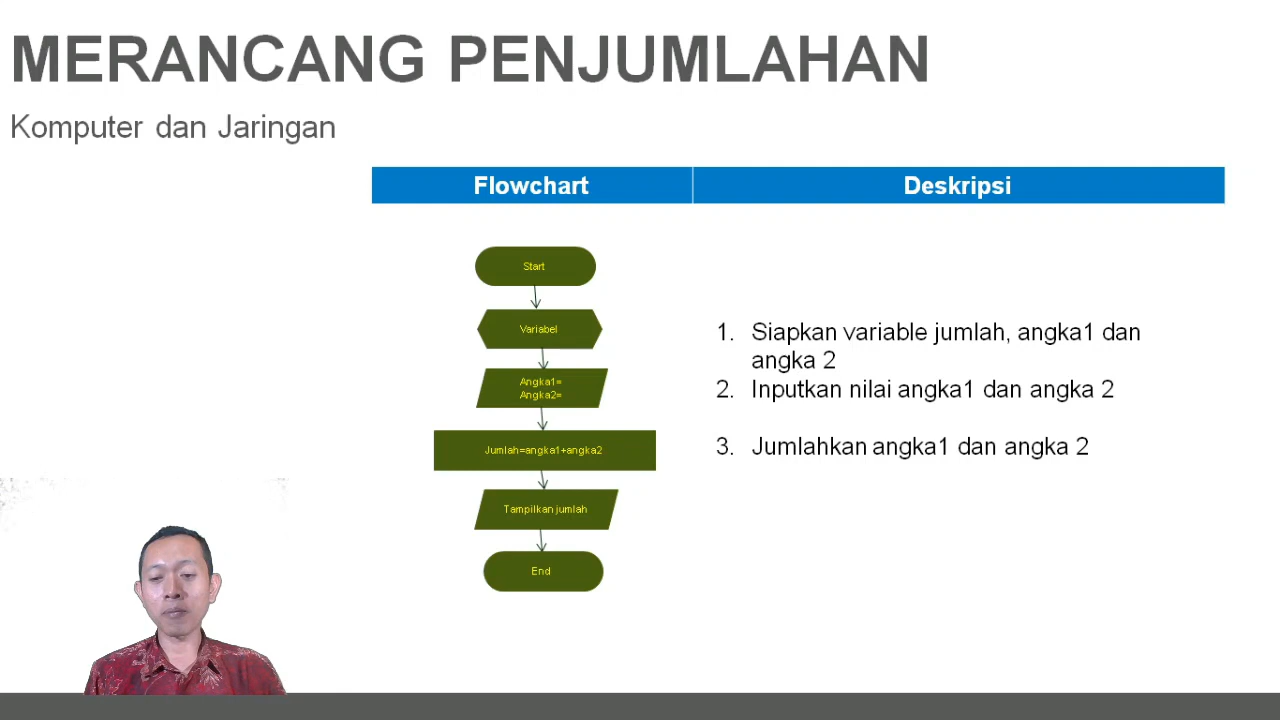 MERANCANG PENJUMLAHAN
Komputer dan Jaringan
Flowchart
Deskripsi
Start
Variabel
Angka1=
Angka2=
Jumlah=angka1+angka2
Tampilkan jumlah
End
1. Siapkan variable jumlah, angka1 dan
angka 2
2. Inputkan nilai angka1 dan angka 2
3. Jumlahkan angka1 dan angka 2